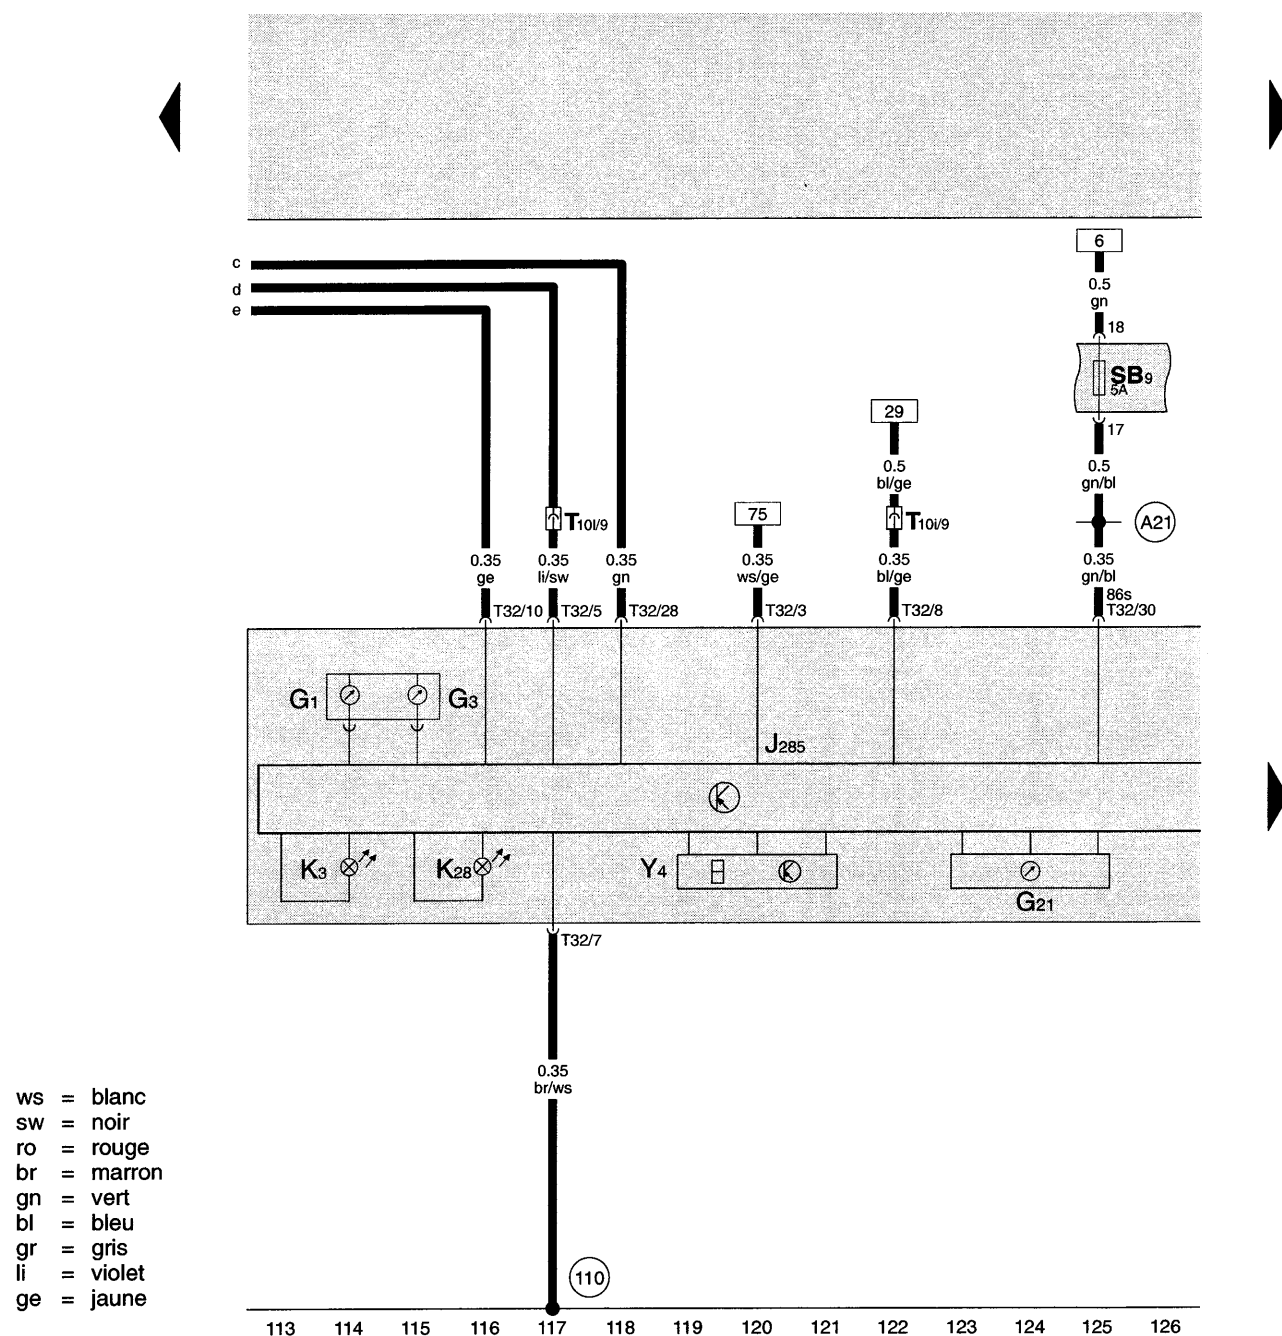 c
d
e
6
0.5
gn
18
SB9
5A
17
0.5
gn/bl
A21
29
0.5
bl/ge
75
T10l/9
T10i/9
0.35
ge
0.35
li/sw
0.35
gn
0.35
ws/ge
0.35
bl/ge
0.35
gn/bl
86s
T32/10
T32/5
T32/28
T32/3
T32/8
T32/30
G1
G3
J285
K3
K28
Y4
G21
T32/7
0.35
br/ws
ws = blanc
sw = noir
ro = rouge
br = marron
gn = vert
bl = bleu
gr = gris
li = violet
ge = jaune
110
113 114 115 116 117 118 119 120 121 122 123 124 125 126